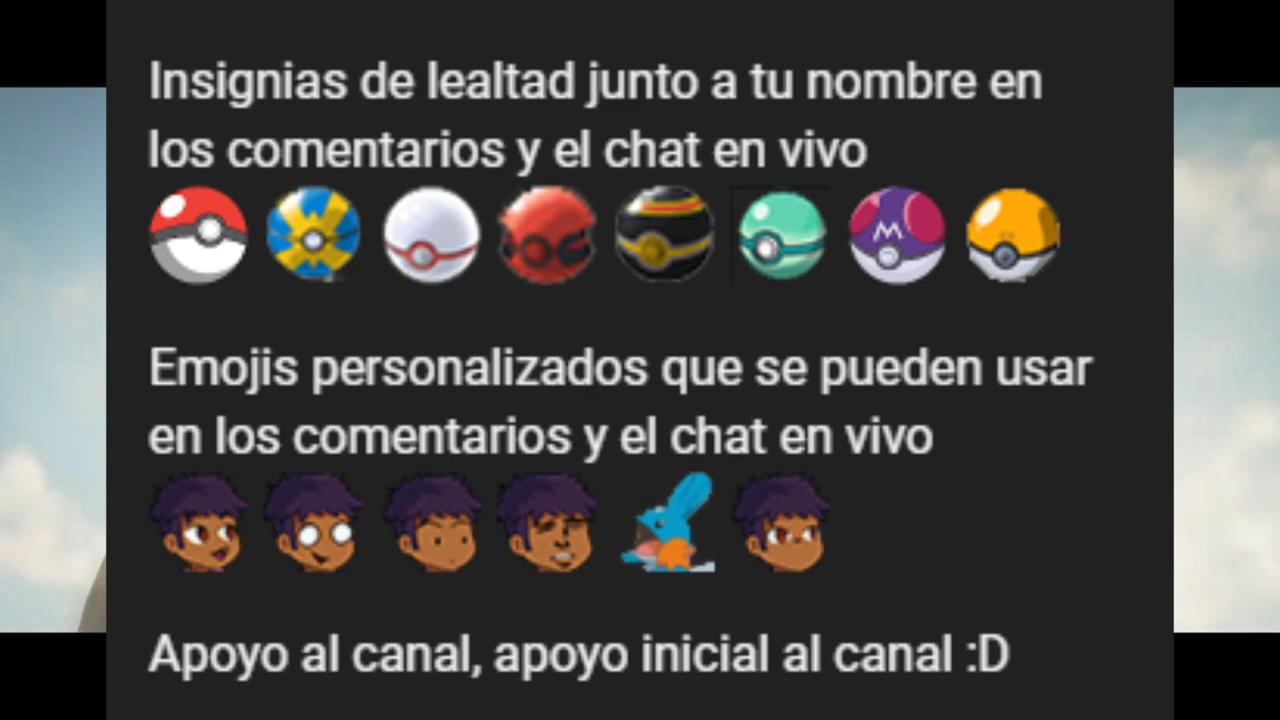 Insignias de lealtad junto a tu nombre en
los comentarios y el chat en vivo
M
Emojis personalizados que se pueden usar
en los comentarios y el chat en vivo
Apoyo al canal, apoyo inicial al canal :D